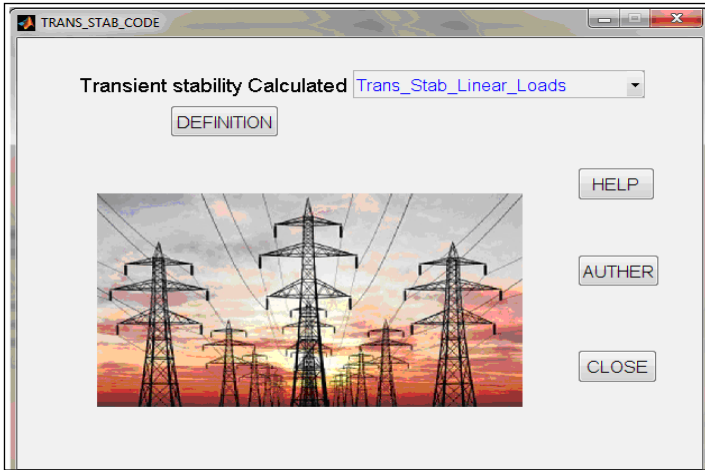 TRANS_STAB_CODE
Transient stability Calculated Trans_Stab_Linear_Loads
DEFINITION
HELP
AUTHER
CLOSE